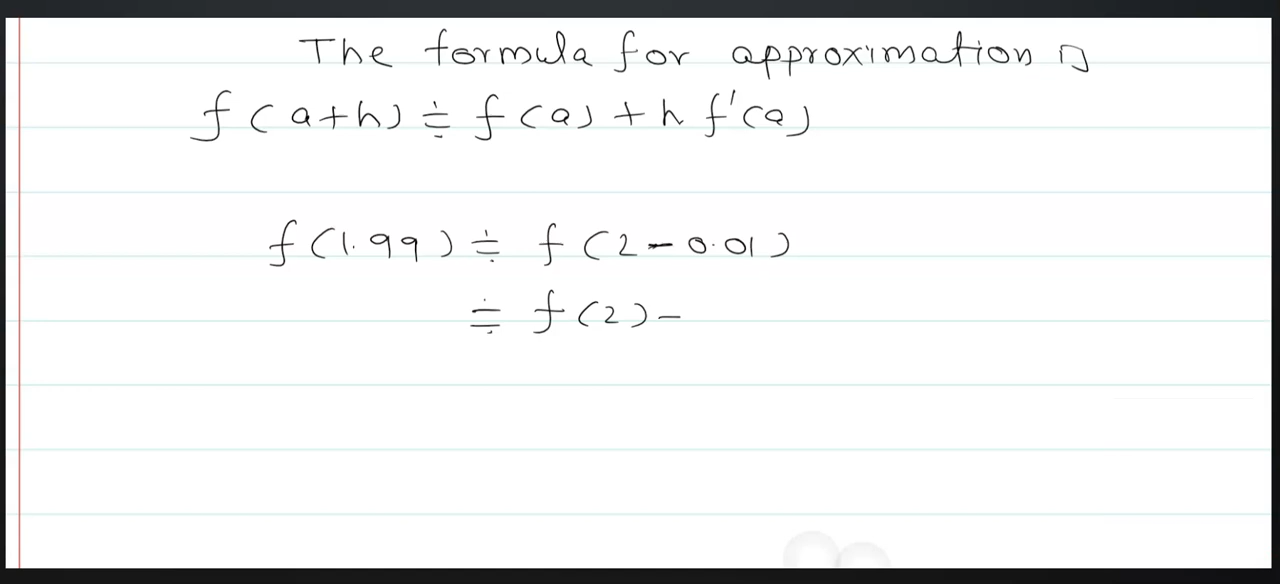 The formula for approximation is
f(a+h) ≑ f(a) + h f'(a)
f(1.99) ≑ f(2-0.01)
≑ f(2)-